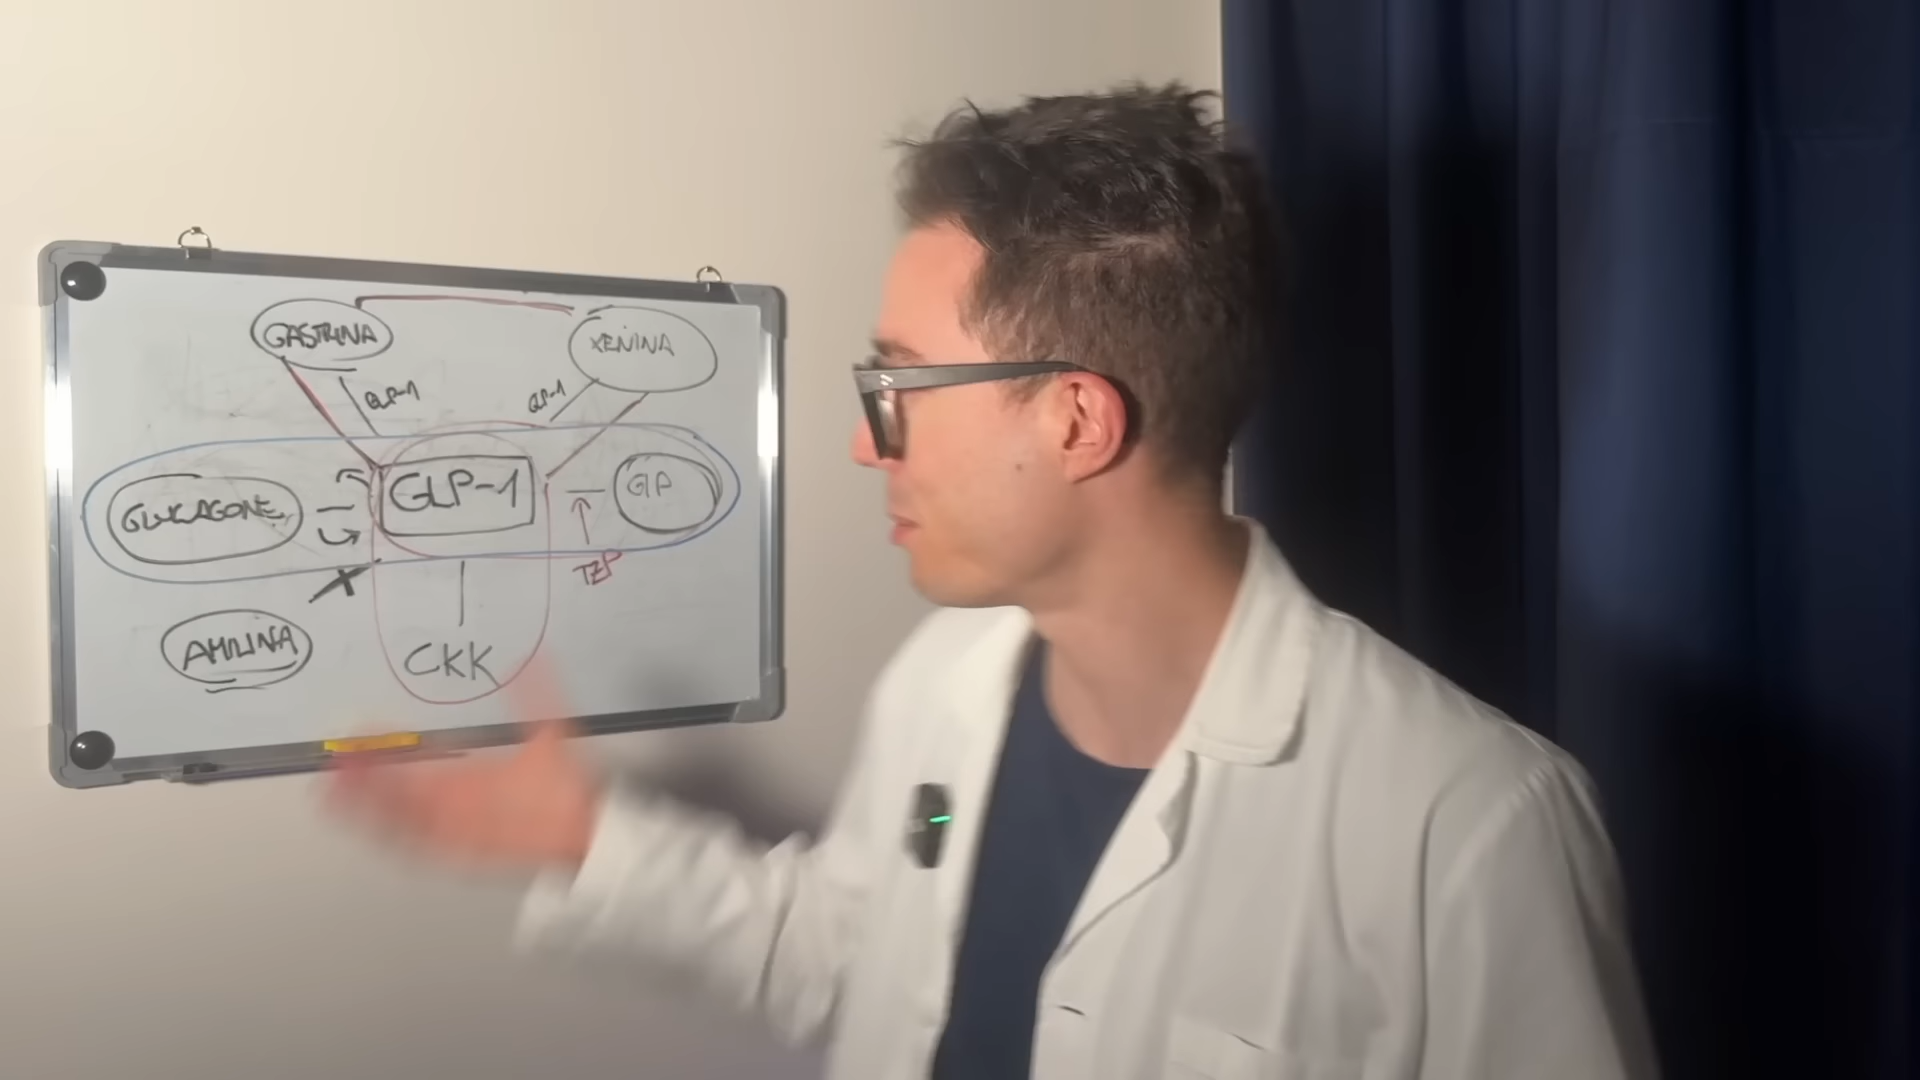 GASTRINA
XENINA
GLP-1
GLP-1
GLUCAGONE
GLP-1
GIP
TZP
AMILINA
CKK